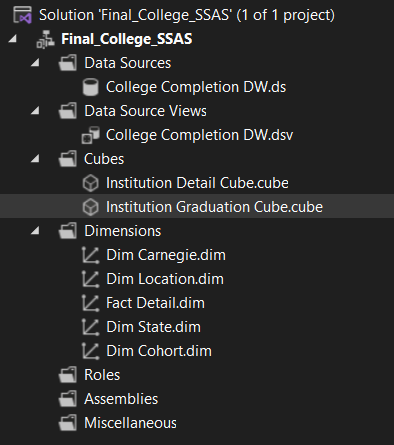 Solution 'Final_College_SSAS' (1 of 1 project)
Final_College_SSAS
Data Sources
College Completion DW.ds
Data Source Views
College Completion DW.dsv
Cubes
Institution Detail Cube.cube
Institution Graduation Cube.cube
Dimensions
Dim Carnegie.dim
Dim Location.dim
Fact Detail.dim
Dim State.dim
Dim Cohort.dim
Roles
Assemblies
Miscellaneous